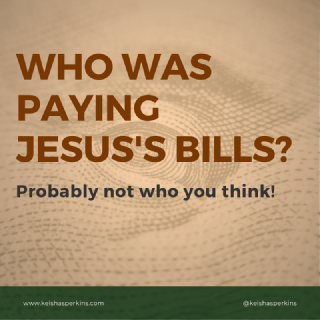 WHO WAS
PAYING
JESUS'S BILLS?
Probably not who you think!
www.keishasperkins.com
@keishasperkins